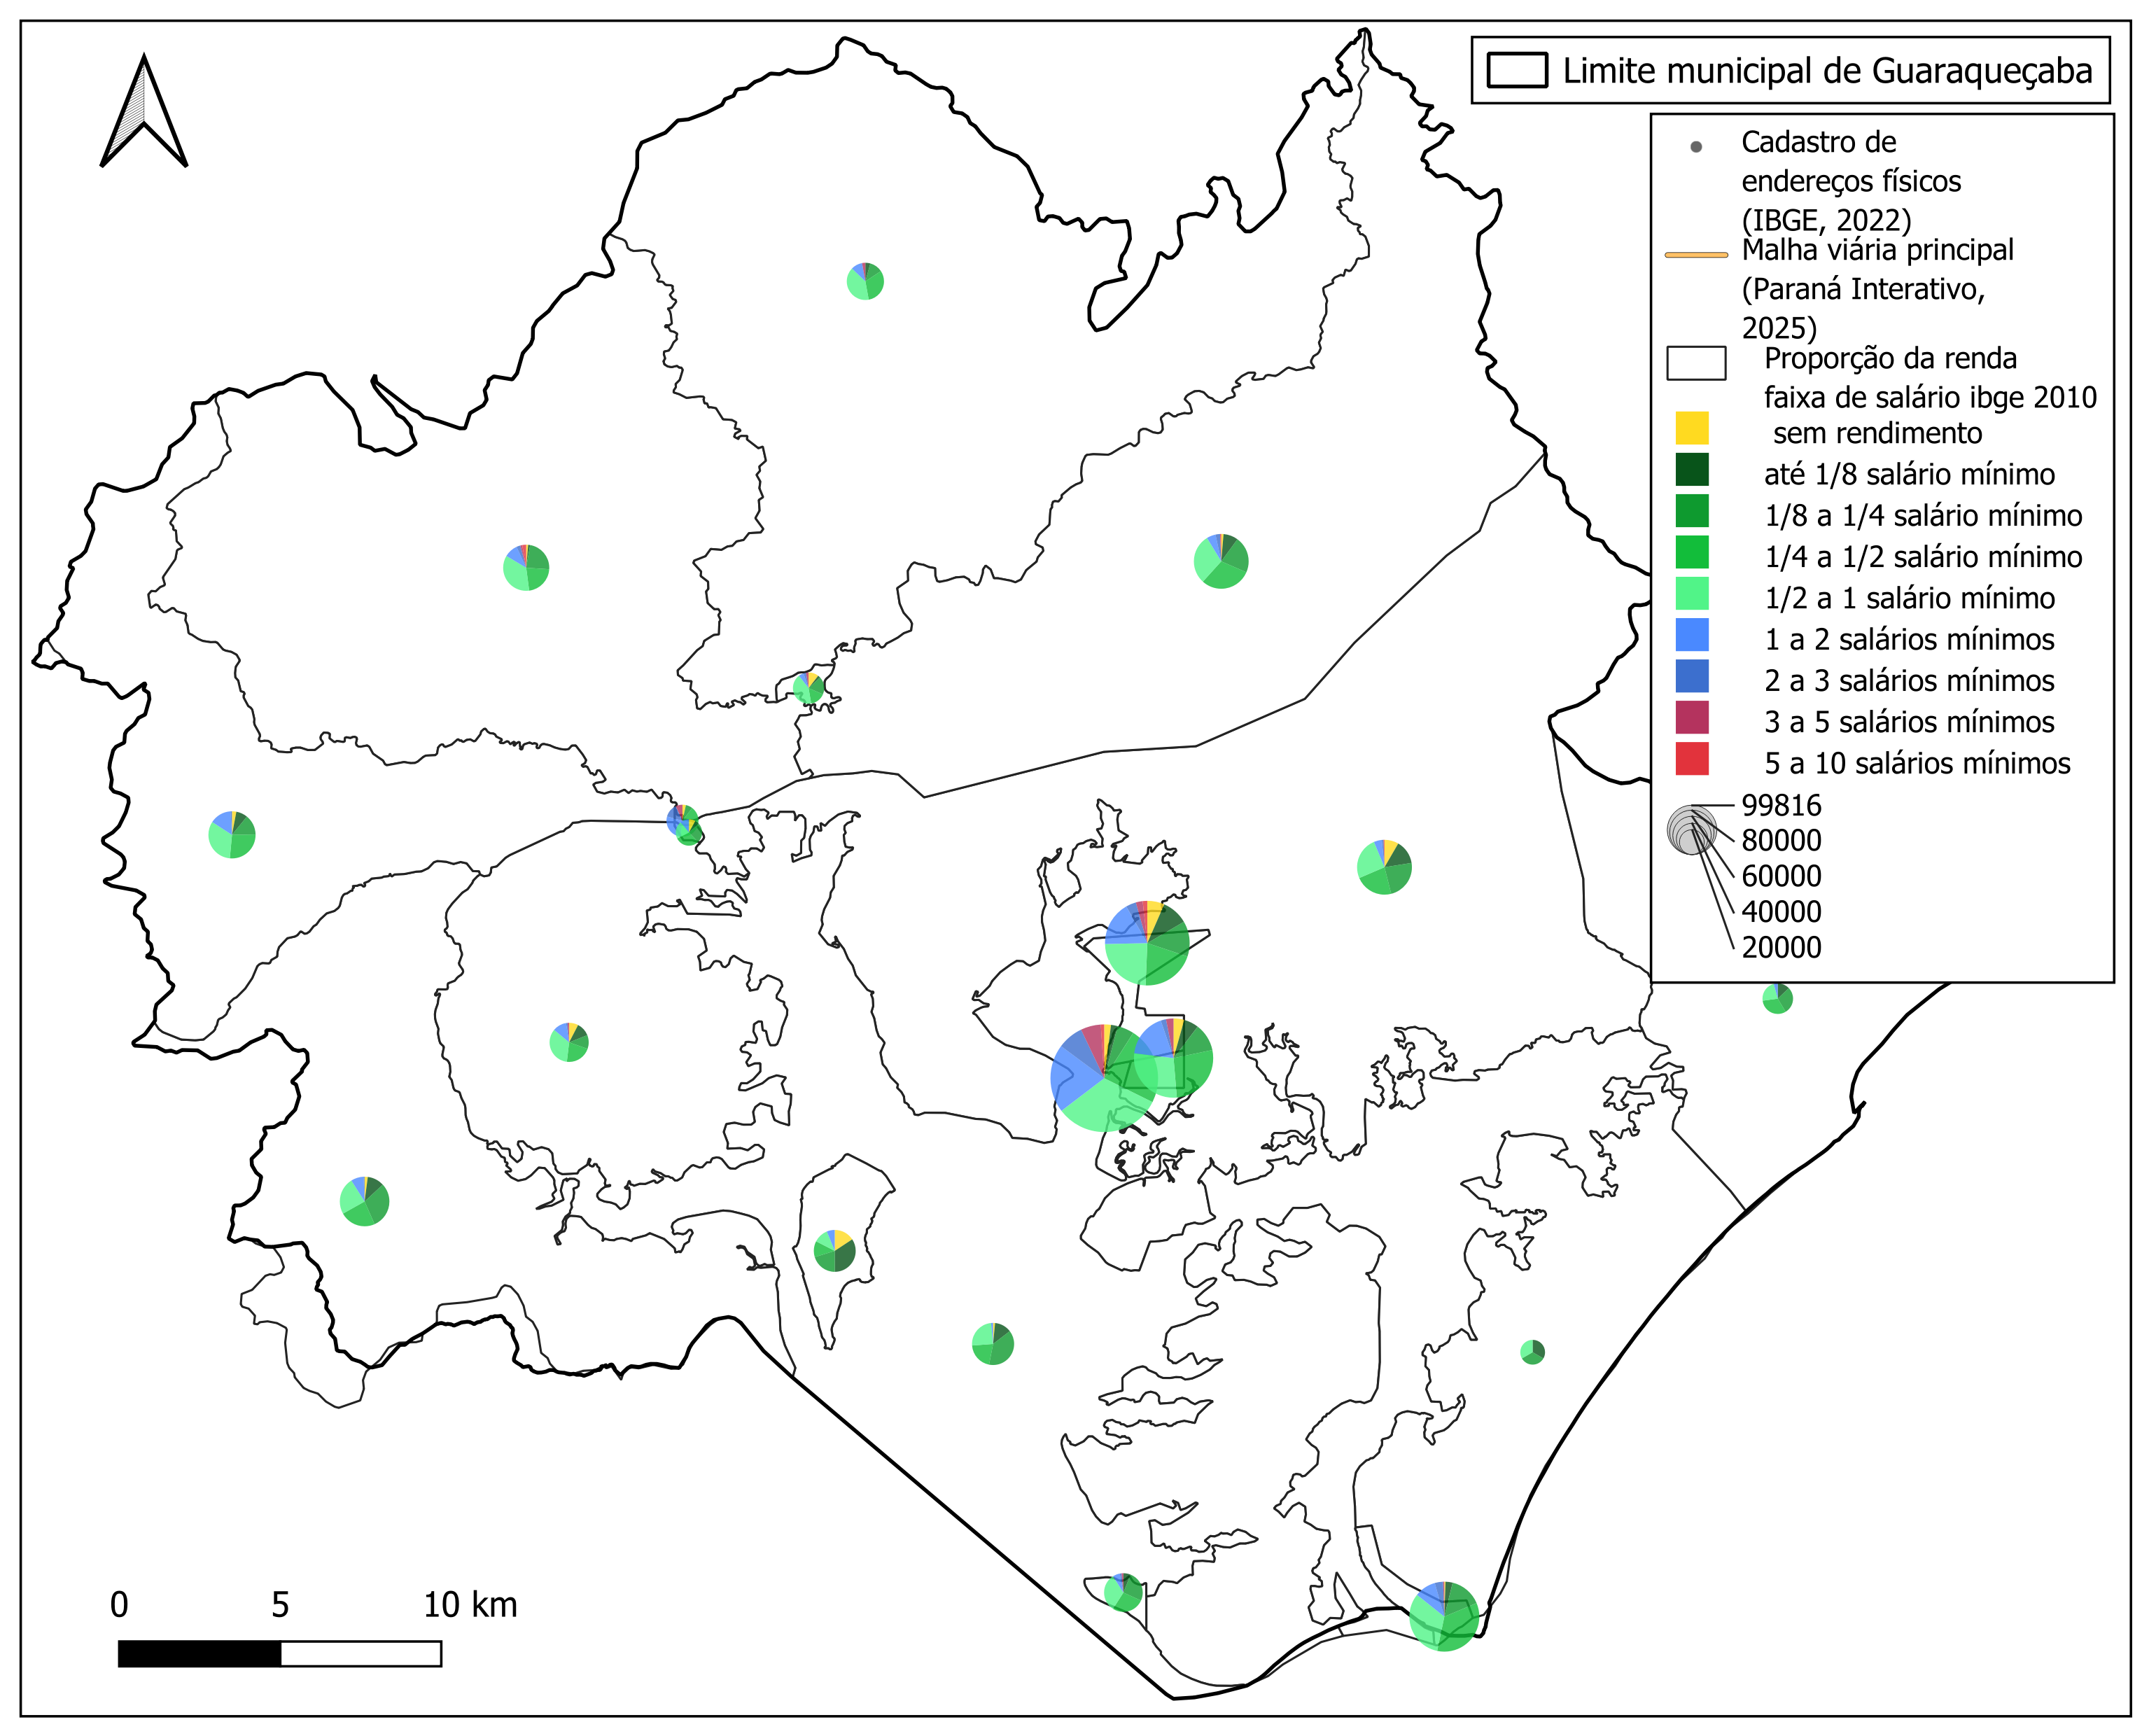 Limite municipal de Guaraqueçaba
Cadastro de
endereços físicos
(IBGE, 2022)
Malha viária principal
(Paraná Interativo,
2025)
Proporção da renda
faixa de salário ibge 2010
sem rendimento
até 1/8 salário mínimo
1/8 a 1/4 salário mínimo
1/4 a 1/2 salário mínimo
1/2 a 1 salário mínimo
1 a 2 salários mínimos
2 a 3 salários mínimos
3 a 5 salários mínimos
5 a 10 salários mínimos
99816
80000
60000
40000
20000
0 5 10 km